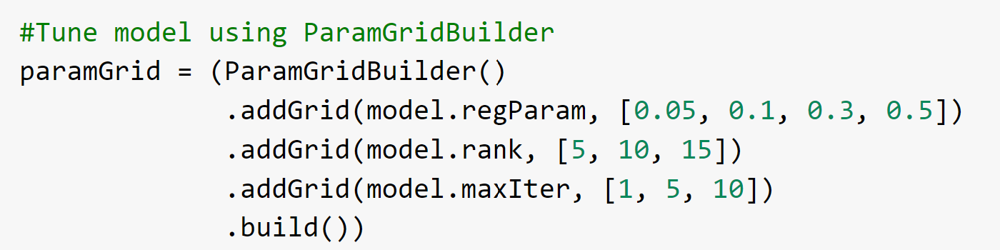 #Tune model using ParamGridBuilder
paramGrid = (ParamGridBuilder()
             .addGrid(model.regParam, [0.05, 0.1, 0.3, 0.5])
             .addGrid(model.rank, [5, 10, 15])
             .addGrid(model.maxIter, [1, 5, 10])
             .build())